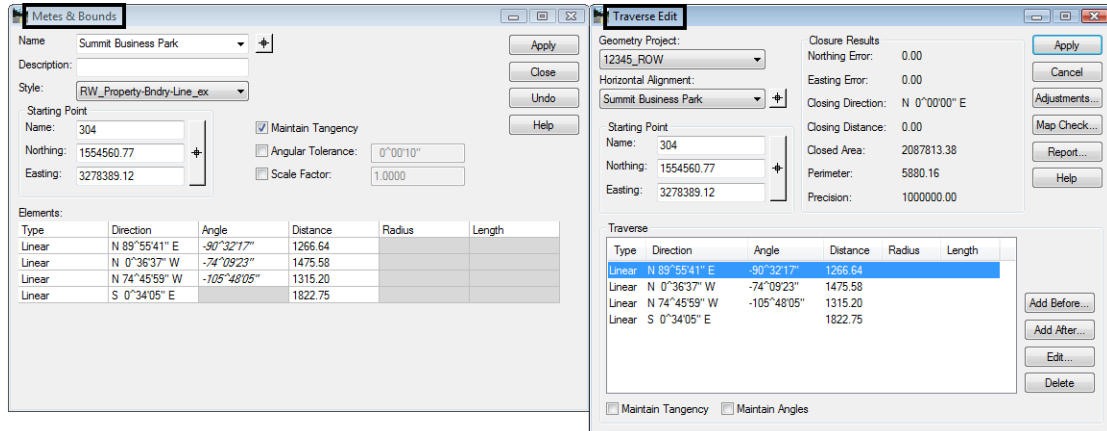 Metes & Bounds
Name Summit Business Park Apply
Description: Close
Style: RW_Property-Bndry-Line_ex Undo
Starting Point
Name: 304 Maintain Tangency Help
Northing: 1554560.77 Angular Tolerance: 0^00'10"
Easting: 3278389.12 Scale Factor: 1.0000
Elements:
Type Direction Angle Distance Radius Length
Linear N 89^55'41" E -90^32'17" 1266.64
Linear N 0^36'37" W -74^09'23" 1475.58
Linear N 74^45'59" W -105^48'05" 1315.20
Linear S 0^34'05" E 1822.75
Traverse Edit
Geometry Project: Closure Results
12345_ROW Northing Error: 0.00 Apply
Horizontal Alignment: Easting Error: 0.00 Cancel
Summit Business Park Closing Direction: N 0^00'00" E Adjustments...
Starting Point Closing Distance: 0.00 Map Check...
Name: 304 Closed Area: 2087813.38 Report...
Northing: 1554560.77 Perimeter: 5880.16 Help
Easting: 3278389.12 Precision: 1000000.00
Traverse
Type Direction Angle Distance Radius Length
Linear N 89^55'41" E -90^32'17" 1266.64
Linear N 0^36'37" W -74^09'23" 1475.58
Linear N 74^45'59" W -105^48'05" 1315.20
Linear S 0^34'05" E 1822.75
Add Before...
Add After...
Edit...
Delete
Maintain Tangency Maintain Angles